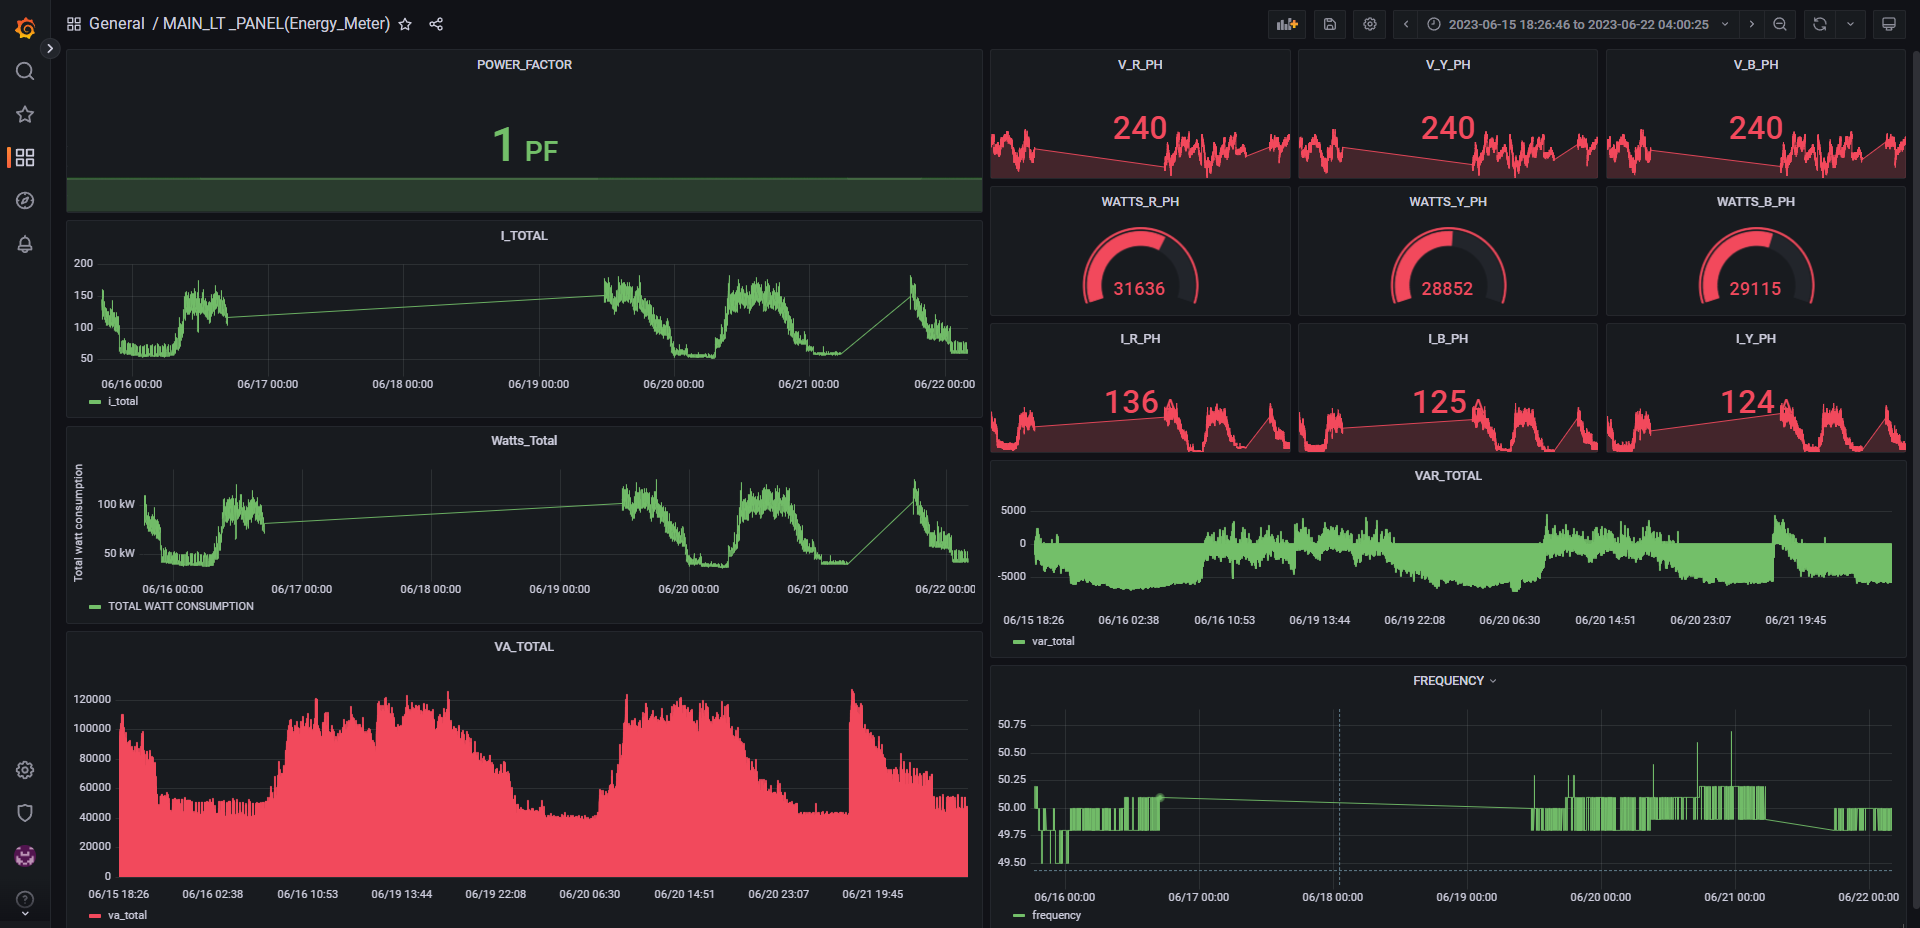 General / MAIN_LT _PANEL(Energy_Meter)
2023-06-15 18:26:46 to 2023-06-22 04:00:25
POWER_FACTOR
1 PF
I_TOTAL
200
150
100
50
06/16 00:00 06/17 00:00 06/18 00:00 06/19 00:00 06/20 00:00 06/21 00:00 06/22 00:00
i_total
Watts_Total
Total watt consumption
100 kW
50 kW
06/16 00:00 06/17 00:00 06/18 00:00 06/19 00:00 06/20 00:00 06/21 00:00 06/22 00:00
TOTAL WATT CONSUMPTION
VA_TOTAL
120000
100000
80000
60000
40000
20000
0
06/15 18:26 06/16 02:38 06/16 10:53 06/19 13:44 06/19 22:08 06/20 06:30 06/20 14:51 06/20 23:07 06/21 19:45
va_total
V_R_PH V_Y_PH V_B_PH
240 240 240
WATTS_R_PH WATTS_Y_PH WATTS_B_PH
31636 28852 29115
I_R_PH I_B_PH I_Y_PH
136 125 124
VAR_TOTAL
5000
0
-5000
06/15 18:26 06/16 02:38 06/16 10:53 06/19 13:44 06/19 22:08 06/20 06:30 06/20 14:51 06/20 23:07 06/21 19:45
var_total
FREQUENCY
50.75
50.50
50.25
50.00
49.75
49.50
06/16 00:00 06/17 00:00 06/18 00:00 06/19 00:00 06/20 00:00 06/21 00:00 06/22 00:00
frequency